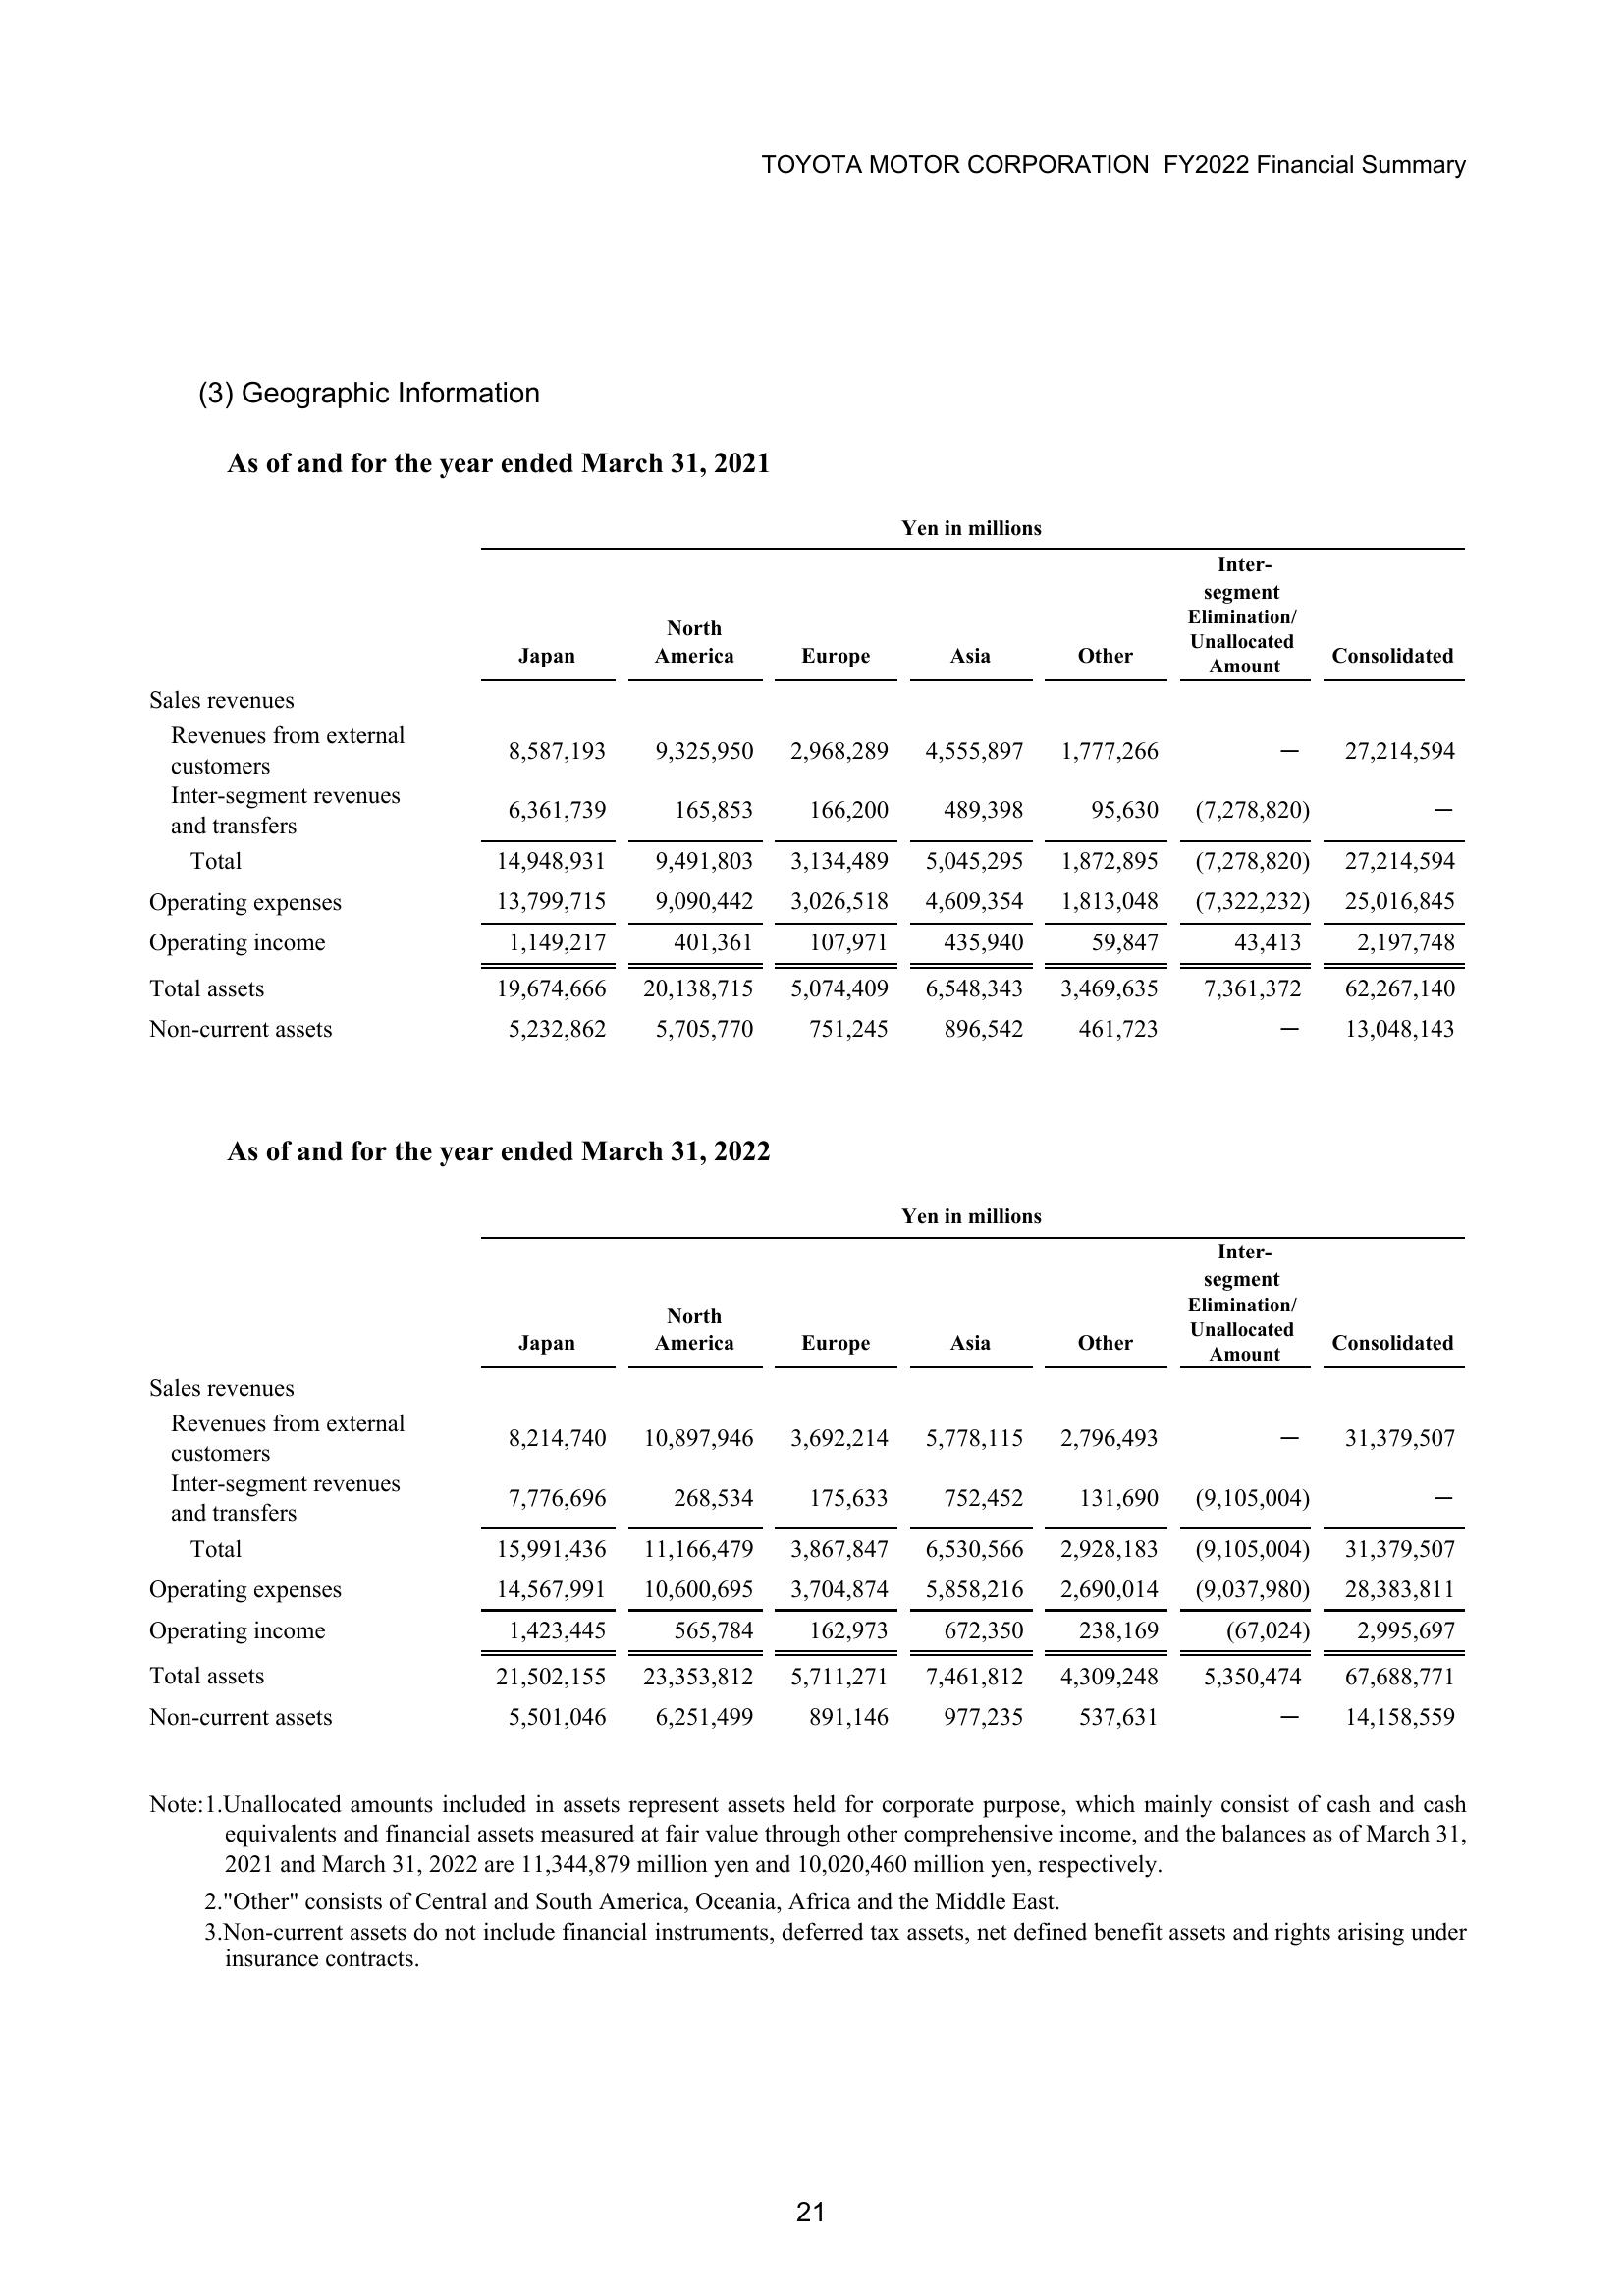 TOYOTA MOTOR CORPORATION FY2022 Financial Summary
(3) Geographic Information
As of and for the year ended March 31, 2021
Yen in millions
Japan North America Europe Asia Other Inter-segment Elimination/ Unallocated Amount Consolidated
Sales revenues
Revenues from external customers 8,587,193 9,325,950 2,968,289 4,555,897 1,777,266 — 27,214,594
Inter-segment revenues and transfers 6,361,739 165,853 166,200 489,398 95,630 (7,278,820) —
Total 14,948,931 9,491,803 3,134,489 5,045,295 1,872,895 (7,278,820) 27,214,594
Operating expenses 13,799,715 9,090,442 3,026,518 4,609,354 1,813,048 (7,322,232) 25,016,845
Operating income 1,149,217 401,361 107,971 435,940 59,847 43,413 2,197,748
Total assets 19,674,666 20,138,715 5,074,409 6,548,343 3,469,635 7,361,372 62,267,140
Non-current assets 5,232,862 5,705,770 751,245 896,542 461,723 — 13,048,143
As of and for the year ended March 31, 2022
Yen in millions
Japan North America Europe Asia Other Inter-segment Elimination/ Unallocated Amount Consolidated
Sales revenues
Revenues from external customers 8,214,740 10,897,946 3,692,214 5,778,115 2,796,493 — 31,379,507
Inter-segment revenues and transfers 7,776,696 268,534 175,633 752,452 131,690 (9,105,004) —
Total 15,991,436 11,166,479 3,867,847 6,530,566 2,928,183 (9,105,004) 31,379,507
Operating expenses 14,567,991 10,600,695 3,704,874 5,858,216 2,690,014 (9,037,980) 28,383,811
Operating income 1,423,445 565,784 162,973 672,350 238,169 (67,024) 2,995,697
Total assets 21,502,155 23,353,812 5,711,271 7,461,812 4,309,248 5,350,474 67,688,771
Non-current assets 5,501,046 6,251,499 891,146 977,235 537,631 — 14,158,559
Note:1.Unallocated amounts included in assets represent assets held for corporate purpose, which mainly consist of cash and cash
equivalents and financial assets measured at fair value through other comprehensive income, and the balances as of March 31,
2021 and March 31, 2022 are 11,344,879 million yen and 10,020,460 million yen, respectively.
2."Other" consists of Central and South America, Oceania, Africa and the Middle East.
3.Non-current assets do not include financial instruments, deferred tax assets, net defined benefit assets and rights arising under
insurance contracts.
21